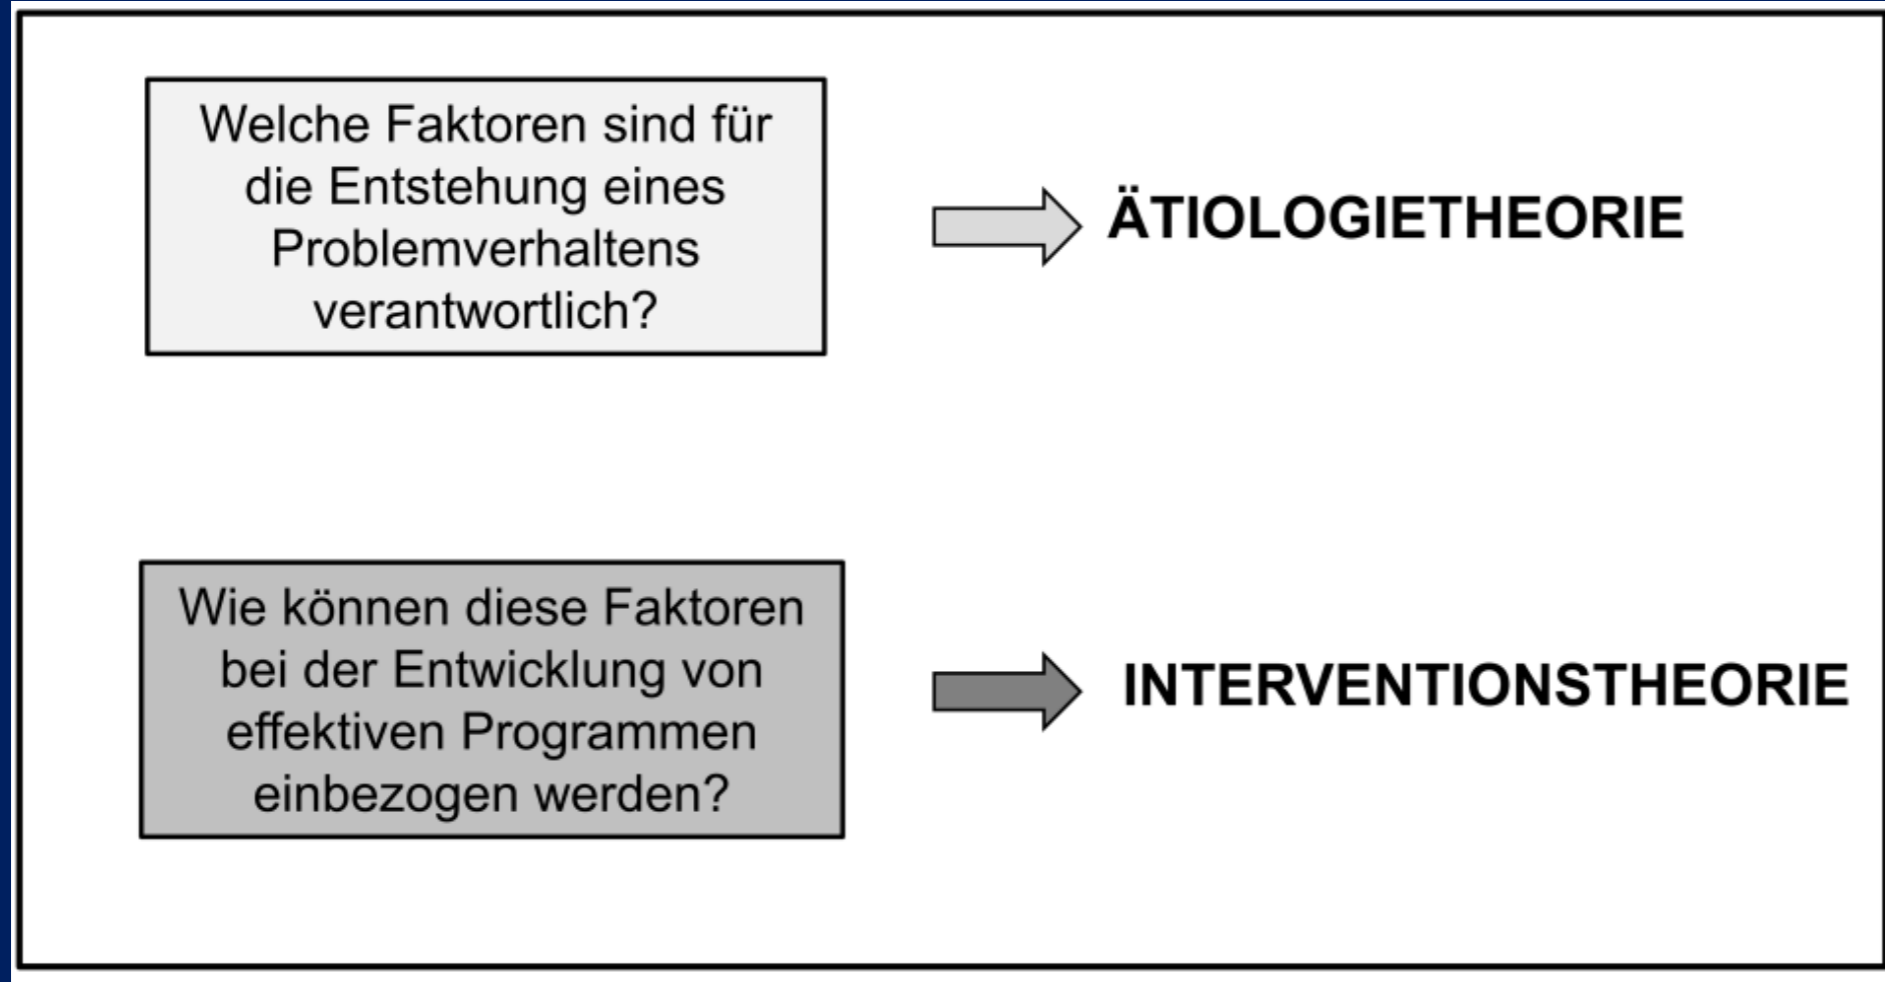 Welche Faktoren sind für
die Entstehung eines
Problemverhaltens
verantwortlich?
ÄTIOLOGIETHEORIE
Wie können diese Faktoren
bei der Entwicklung von
effektiven Programmen
einbezogen werden?
INTERVENTIONSTHEORIE